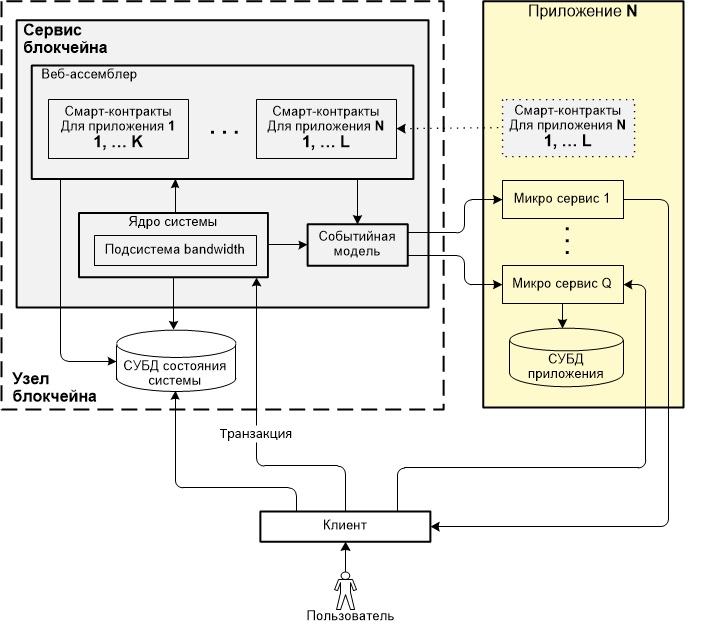 Сервис
блокчейна
Веб-ассемблер
Смарт-контракты
Для приложения 1
1, ... K
. . .
Смарт-контракты
Для приложения N
1, ... L
Ядро системы
Подсистема bandwidth
Событийная
модель
СУБД состояния
системы
Узел
блокчейна
Приложение N
Смарт-контракты
Для приложения N
1, ... L
Микро сервис 1
Микро сервис Q
СУБД
приложения
Транзакция
Клиент
Пользователь